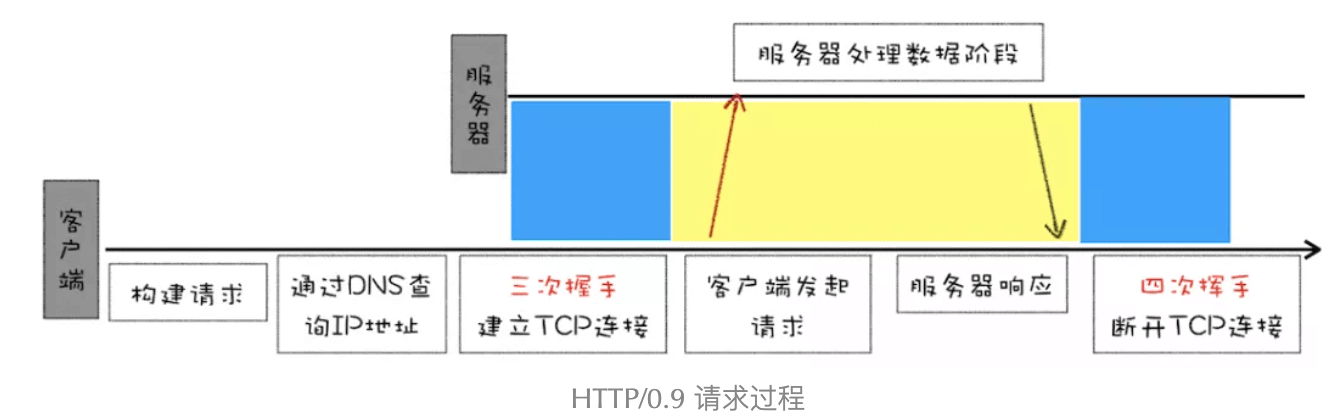 服务器处理数据阶段
服务器
客户端
构建请求
通过DNS查
询IP地址
三次握手
建立TCP连接
客户端发起
请求
服务器响应
四次挥手
断开TCP连接
HTTP/0.9 请求过程